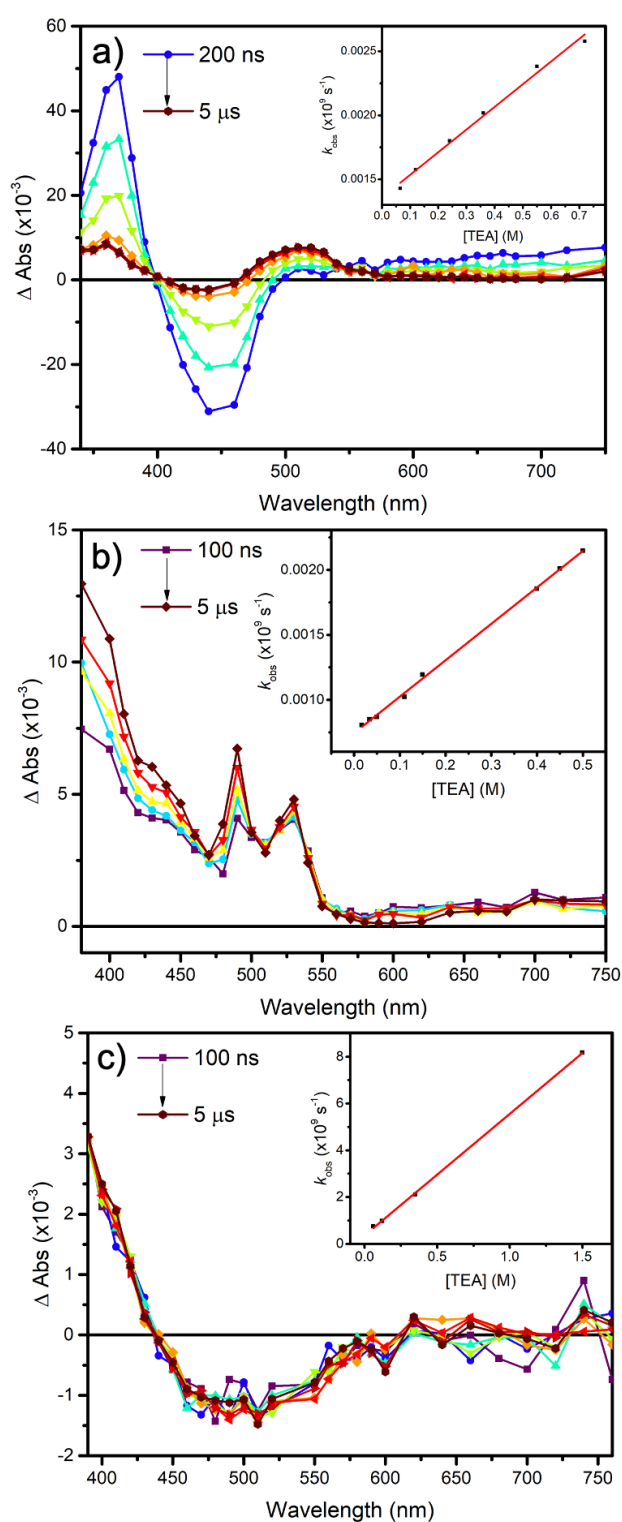 a)
200 ns
5 μs
Δ Abs (x10⁻³)
60
40
20
0
-20
-40
400
500
600
700
Wavelength (nm)
k_obs (x10⁹ s⁻¹)
0.0025
0.0020
0.0015
0.0 0.1 0.2 0.3 0.4 0.5 0.6 0.7
[TEA] (M)
b)
100 ns
5 μs
Δ Abs (x10⁻³)
15
10
5
0
400 450 500 550 600 650 700 750
Wavelength (nm)
k_obs (x10⁹ s⁻¹)
0.0020
0.0015
0.0010
0.0 0.1 0.2 0.3 0.4 0.5
[TEA] (M)
c)
100 ns
5 μs
Δ Abs (x10⁻³)
5
4
3
2
1
0
-1
-2
400 450 500 550 600 650 700 750
Wavelength (nm)
k_obs (x10⁹ s⁻¹)
8
6
4
2
0
0.0 0.5 1.0 1.5
[TEA] (M)